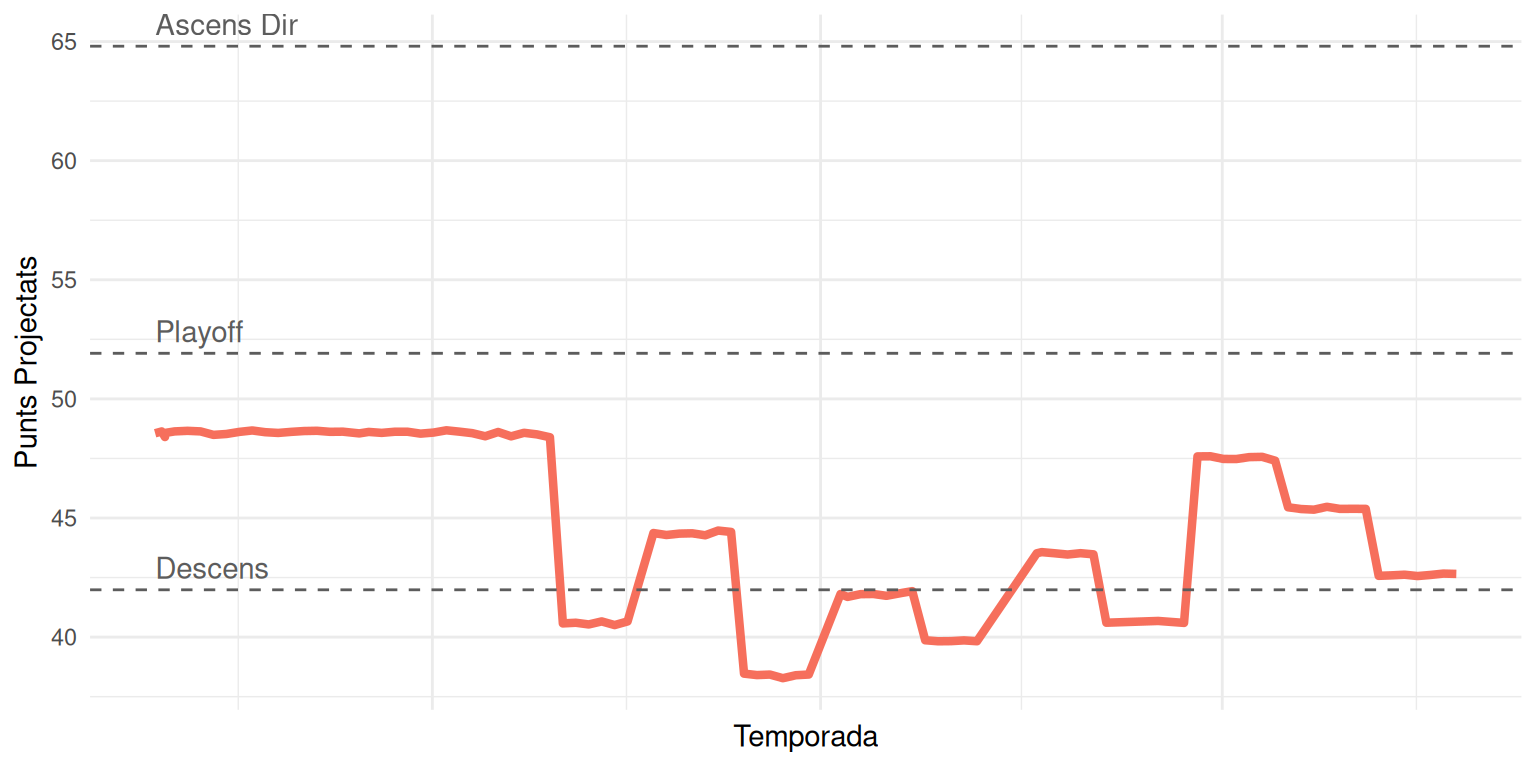 Ascens Dir
65
60
55
Playoff
50
45
Descens
40
Punts Projectats
Temporada